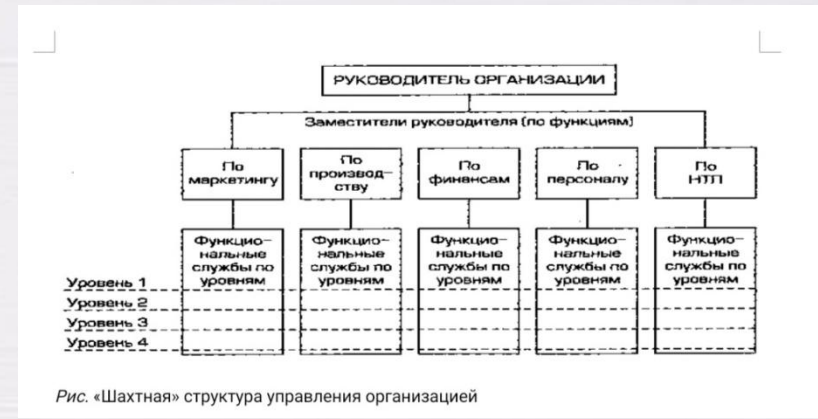 РУКОВОДИТЕЛЬ ОРГАНИЗАЦИИ
Заместители руководителя (по функциям)
По
маркетингу
По
производ-
ству
По
финансам
По
персоналу
По
НТП
Функцио-
нальные
службы по
уровням
Функцио-
нальные
службы по
уровням
Функцио-
нальные
службы по
уровням
Функцио-
нальные
службы по
уровням
Функцио-
нальные
службы по
уровням
Уровень 1
Уровень 2
Уровень 3
Уровень 4
Рис. «Шахтная» структура управления организацией